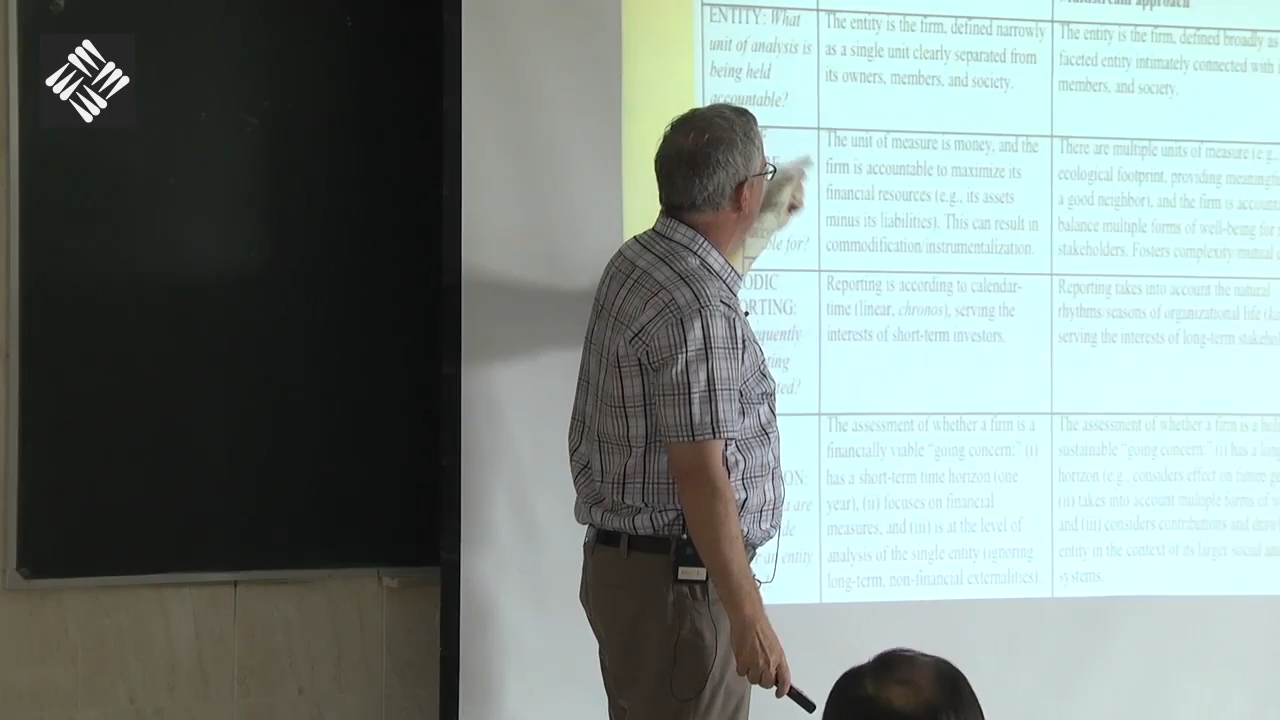 Multistream approach
ENTITY: What
unit of analysis is
being held
accountable?
The entity is the firm, defined narrowly
as a single unit clearly separated from
its owners, members, and society.
The entity is the firm, defined broadly as
faceted entity intimately connected with
members, and society.
ble for?
The unit of measure is money, and the
firm is accountable to maximize its
financial resources (e.g., its assets
minus its liabilities). This can result in
commodification/instrumentalization.
There are multiple units of measure (e.g.,
ecological footprint, providing meaningful
a good neighbor), and the firm is
balance multiple forms of well-being for
stakeholders. Fosters complexity/mutual
ODIC
ORTING:
equently
ting
ted?
Reporting is according to calendar-
time (linear, chronos), serving the
interests of short-term investors.
Reporting takes into account the natural
rhythms/seasons of organizational life
serving the interests of long-term
ON:
are
de
an entity
The assessment of whether a firm is a
financially viable "going concern:" (i)
has a short-term time horizon (one
year), (ii) focuses on financial
measures, and (iii) is at the level of
analysis of the single entity (ignoring
long-term, non-financial externalities).
The assessment of whether a firm is a
sustainable "going concern:" (i) has a
horizon (e.g., considers effect on future
(ii) takes into account multiple forms of
and (iii) considers contributions and
entity in the context of its larger social
systems.